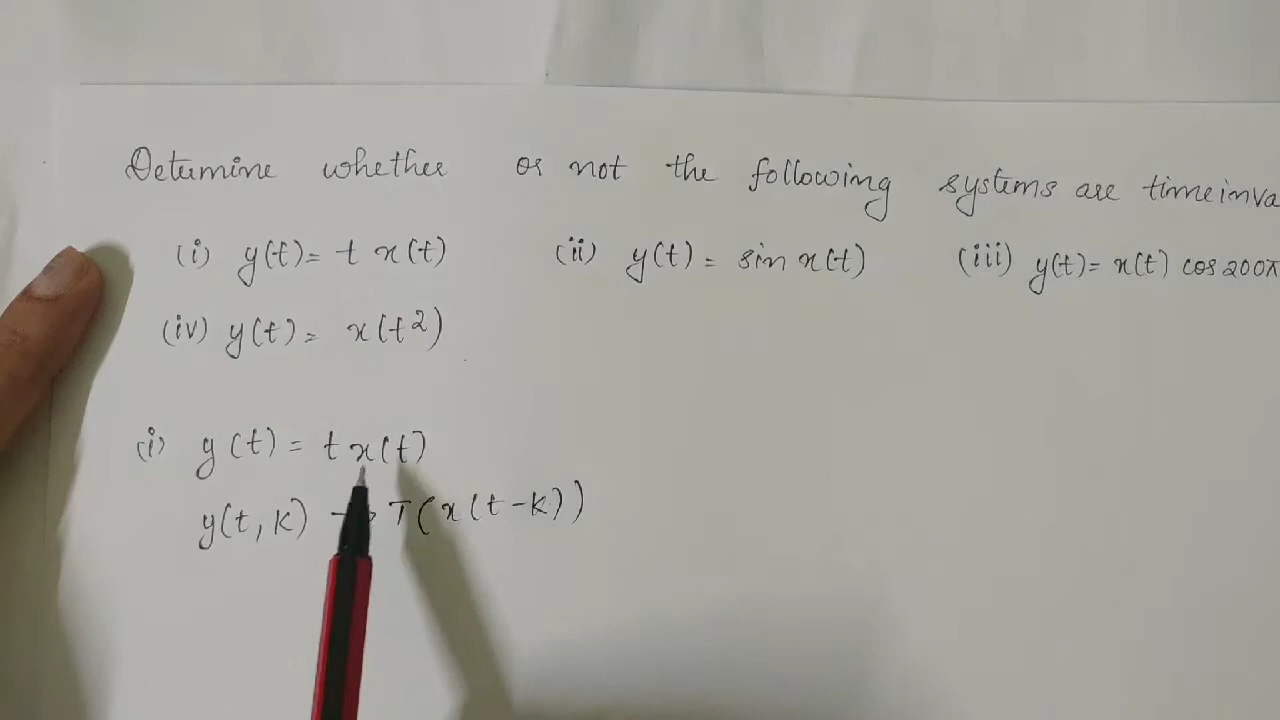 Determine whether or not the following systems are timeinva
(i) y(t)= t x(t) (ii) y(t) = sin x(t) (iii) y(t)= x(t) cos 200π
(iv) y(t)= x(t²)
(i) y(t) = t x(t)
y(t,k) → T(x(t-k))